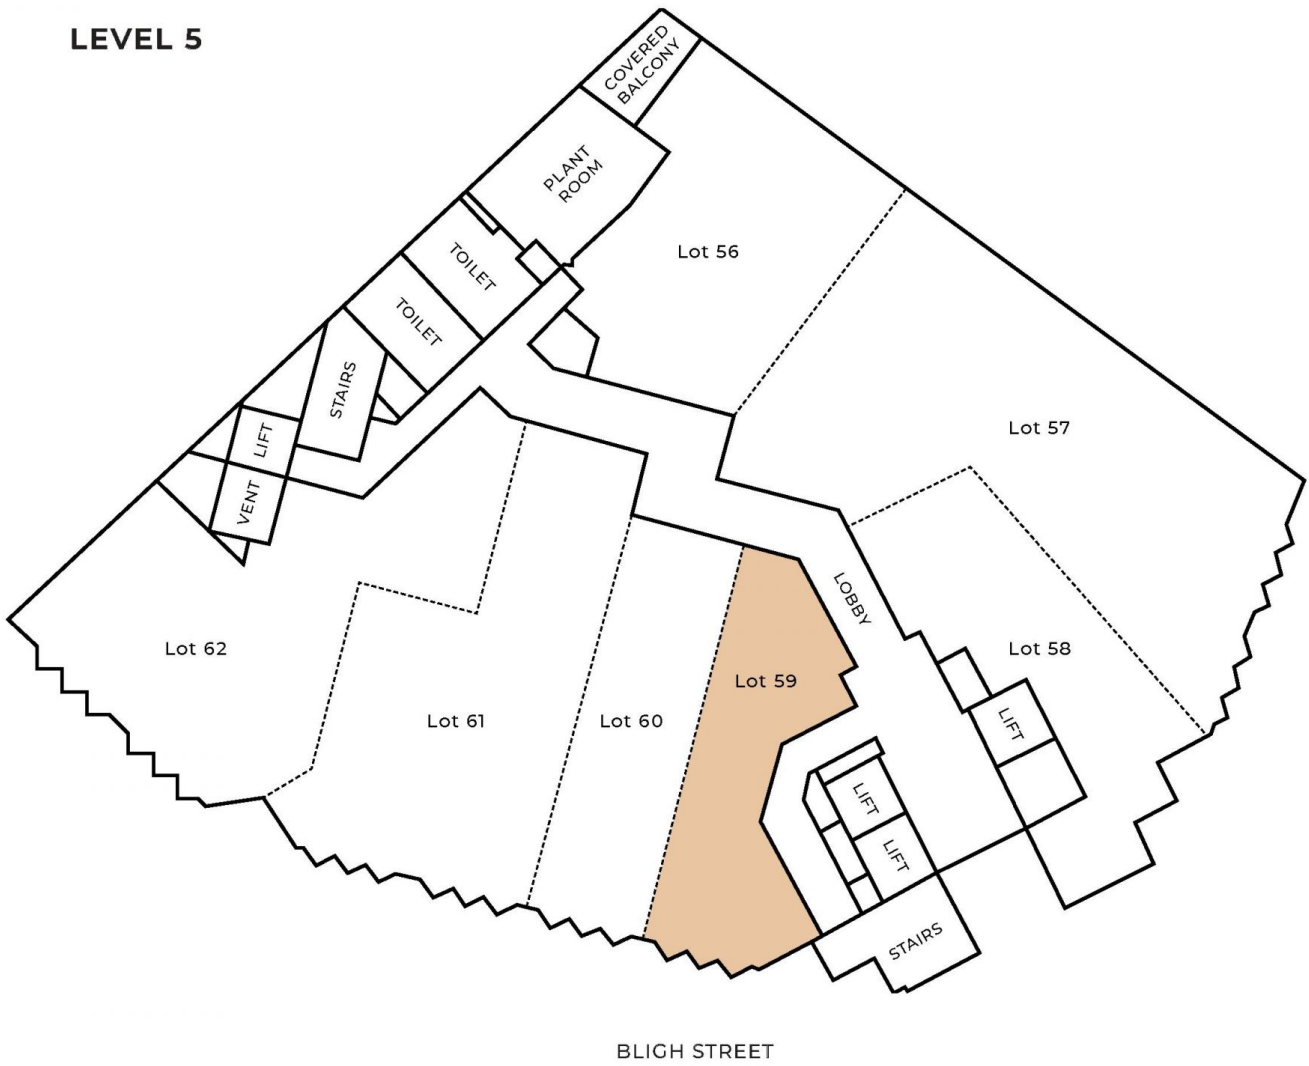 LEVEL 5
COVERED
BALCONY
PLANT
ROOM
Lot 56
TOILET
TOILET
STAIRS
LIFT
VENT
Lot 57
LOBBY
Lot 62
Lot 58
Lot 59
Lot 61
Lot 60
LIFT
LIFT
LIFT
STAIRS
BLIGH STREET